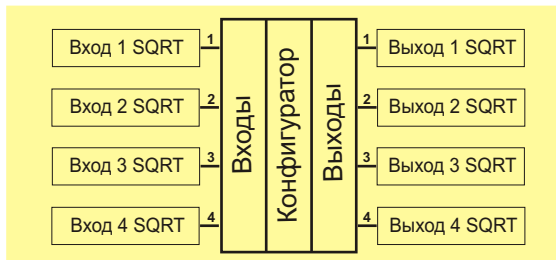 Вход 1 SQRT
1
Вход 2 SQRT
2
Вход 3 SQRT
3
Вход 4 SQRT
4
Входы
Конфигуратор
Выходы
1
Выход 1 SQRT
2
Выход 2 SQRT
3
Выход 3 SQRT
4
Выход 4 SQRT